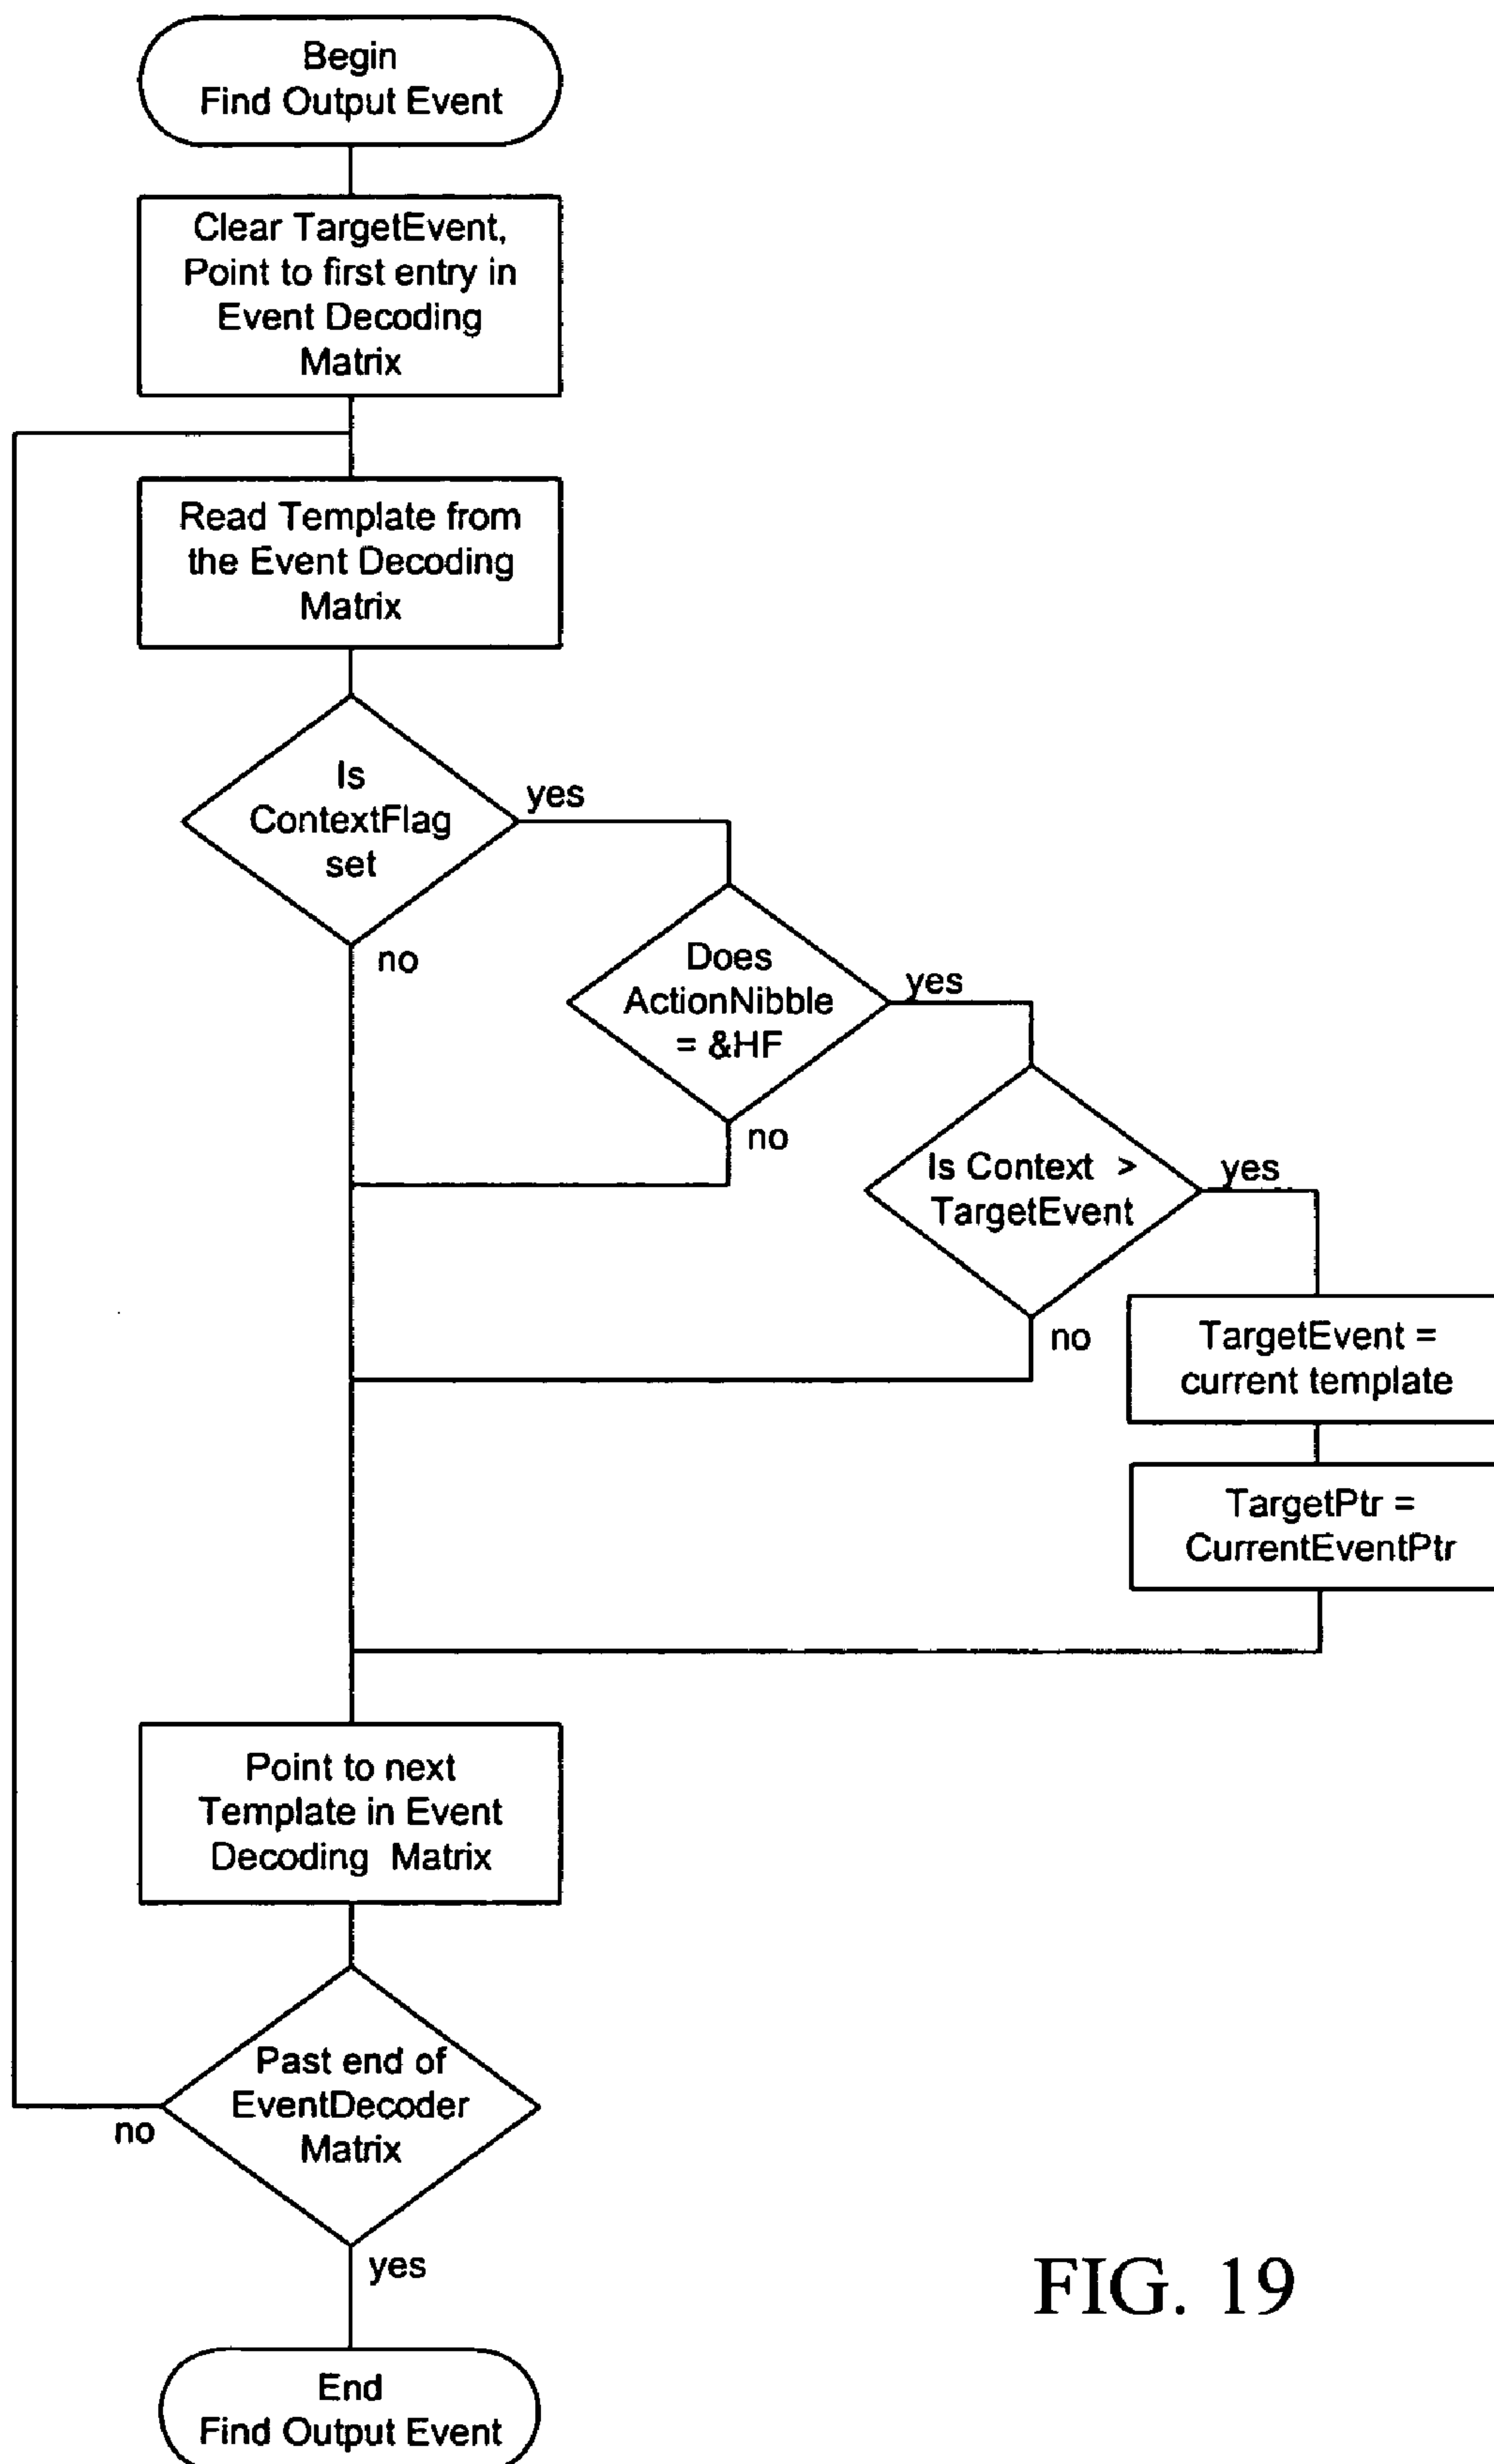 Begin
Find Output Event
Clear TargetEvent,
Point to first entry in
Event Decoding
Matrix
Read Template from
the Event Decoding
Matrix
Is
ContextFlag
set
yes
no
Does
ActionNibble
= &HF
yes
no
Is Context >
TargetEvent
yes
no
TargetEvent =
current template
TargetPtr =
CurrentEventPtr
Point to next
Template in Event
Decoding Matrix
Past end of
EventDecoder
Matrix
no
yes
End
Find Output Event
FIG. 19